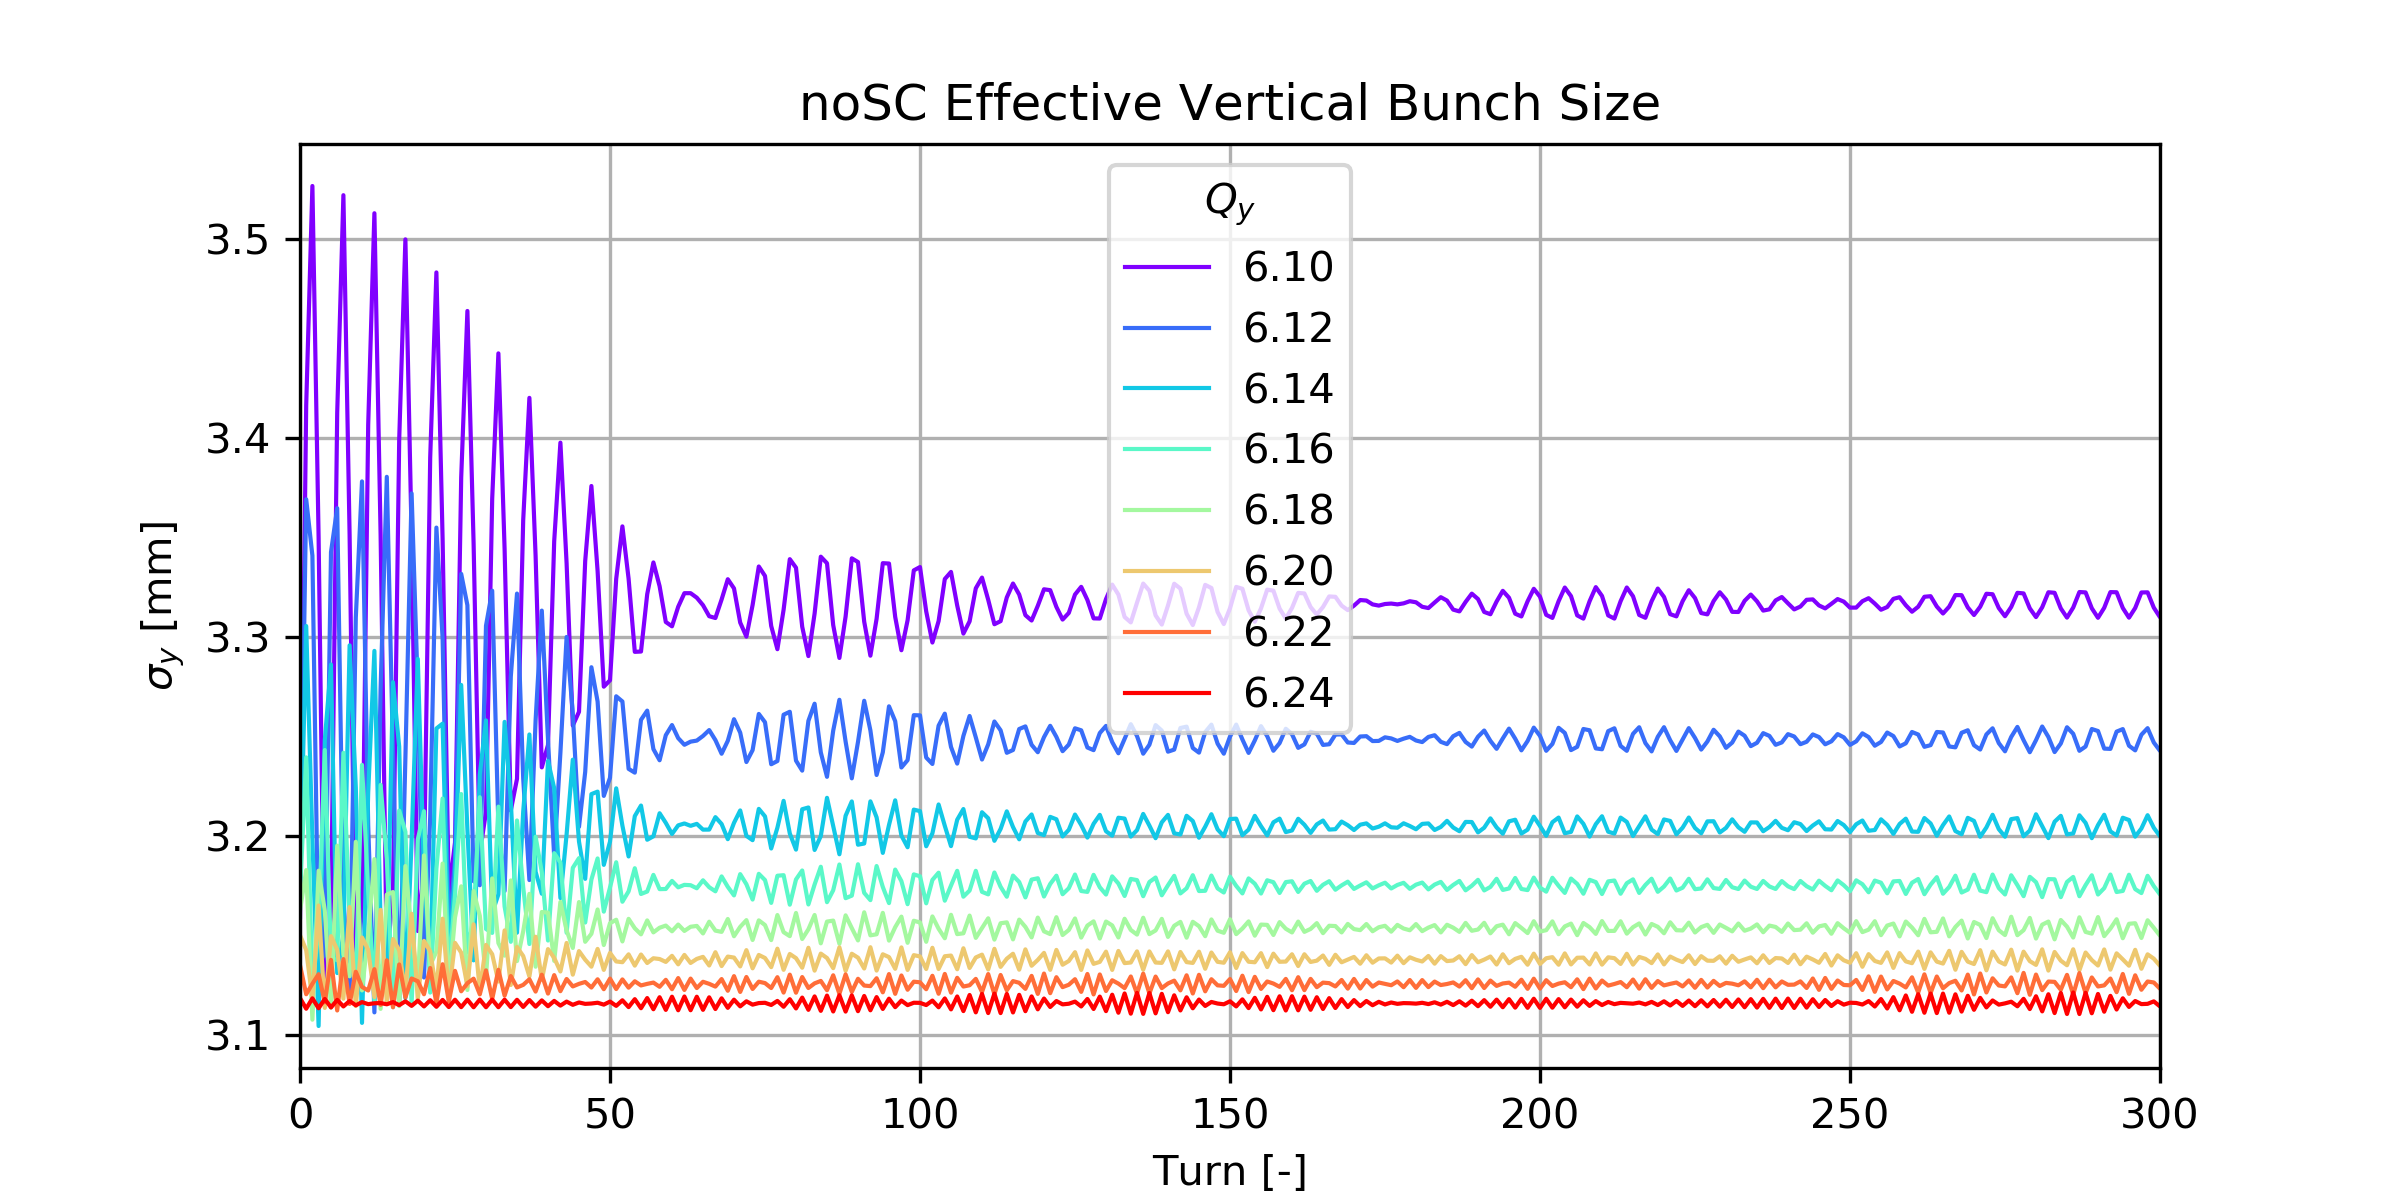 noSC Effective Vertical Bunch Size
Q_y
6.10
6.12
6.14
6.16
6.18
6.20
6.22
6.24
σ_y [mm]
3.5
3.4
3.3
3.2
3.1
0 50 100 150 200 250 300
Turn [-]